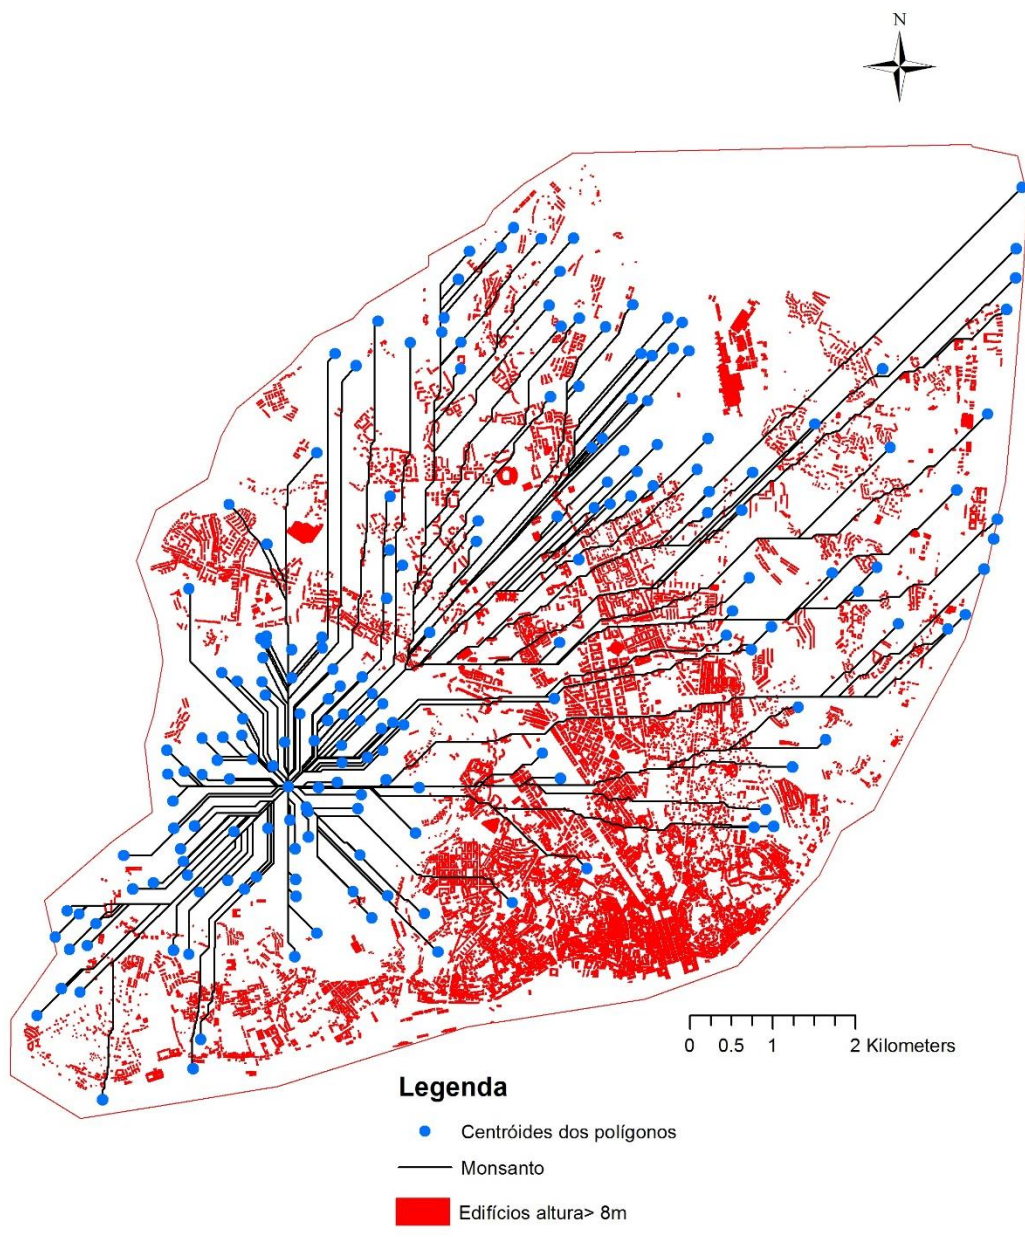 N
0 0.5 1 2 Kilometers
Legenda
Centróides dos polígonos
Monsanto
Edifícios altura> 8m